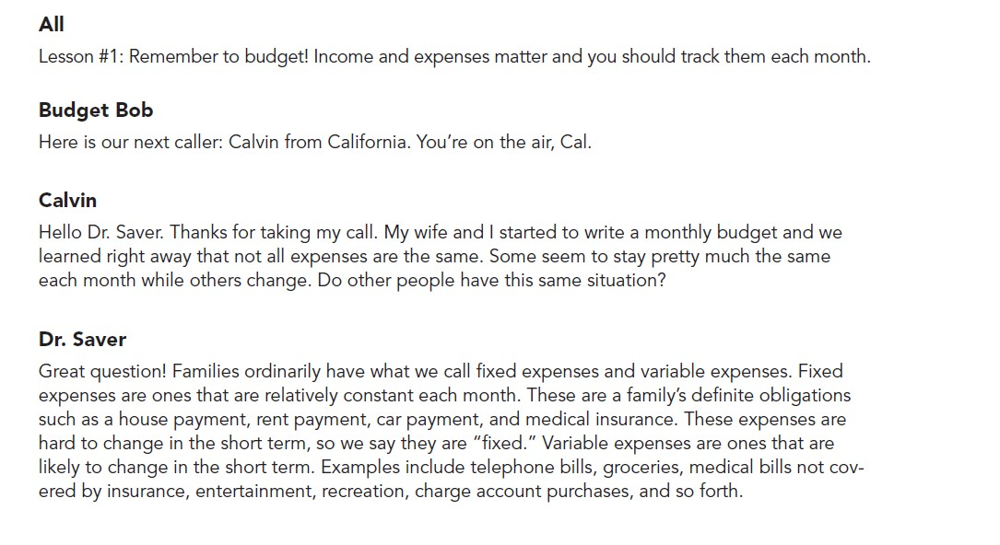 All
Lesson #1: Remember to budget! Income and expenses matter and you should track them each month.
Budget Bob
Here is our next caller: Calvin from California. You’re on the air, Cal.
Calvin
Hello Dr. Saver. Thanks for taking my call. My wife and I started to write a monthly budget and we
learned right away that not all expenses are the same. Some seem to stay pretty much the same
each month while others change. Do other people have this same situation?
Dr. Saver
Great question! Families ordinarily have what we call fixed expenses and variable expenses. Fixed
expenses are ones that are relatively constant each month. These are a family’s definite obligations
such as a house payment, rent payment, car payment, and medical insurance. These expenses are
hard to change in the short term, so we say they are “fixed.” Variable expenses are ones that are
likely to change in the short term. Examples include telephone bills, groceries, medical bills not cov-
ered by insurance, entertainment, recreation, charge account purchases, and so forth.